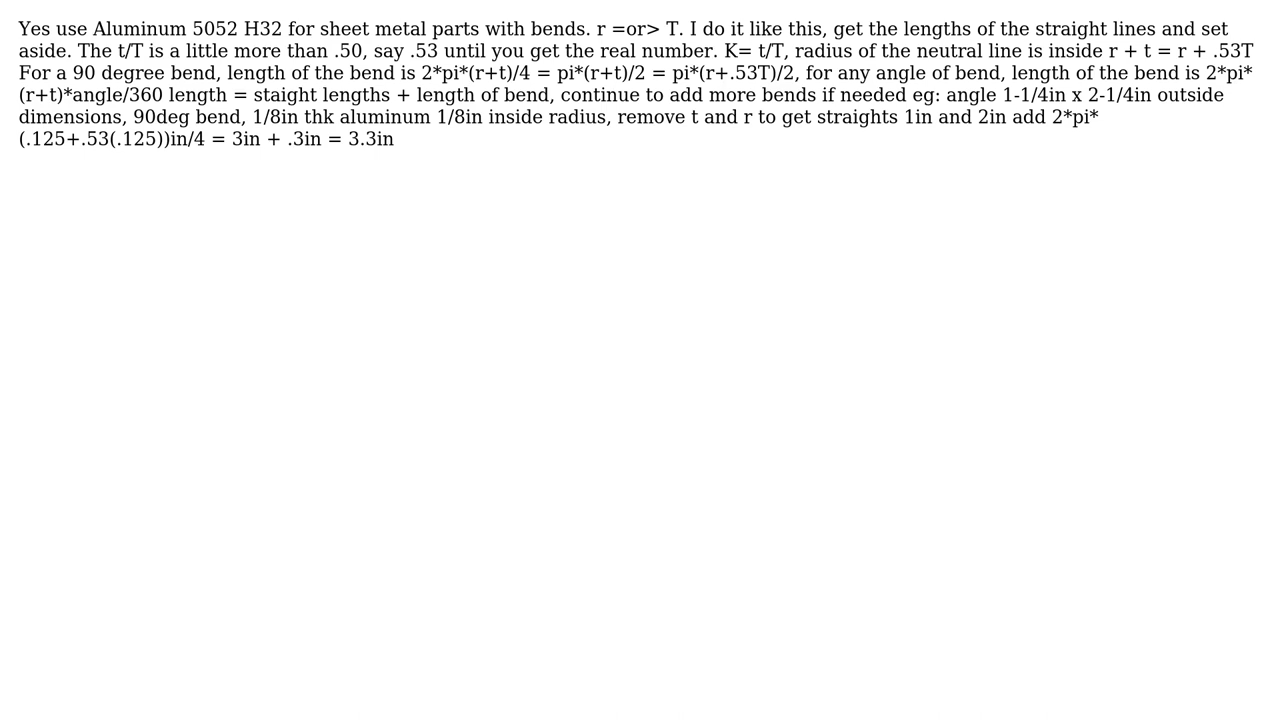 Yes use Aluminum 5052 H32 for sheet metal parts with bends. r =or> T. I do it like this, get the lengths of the straight lines and set
aside. The t/T is a little more than .50, say .53 until you get the real number. K= t/T, radius of the neutral line is inside r + t = r + .53T
For a 90 degree bend, length of the bend is 2*pi*(r+t)/4 = pi*(r+t)/2 = pi*(r+.53T)/2, for any angle of bend, length of the bend is 2*pi*
(r+t)*angle/360 length = staight lengths + length of bend, continue to add more bends if needed eg: angle 1-1/4in x 2-1/4in outside
dimensions, 90deg bend, 1/8in thk aluminum 1/8in inside radius, remove t and r to get straights 1in and 2in add 2*pi*
(.125+.53(.125))in/4 = 3in + .3in = 3.3in